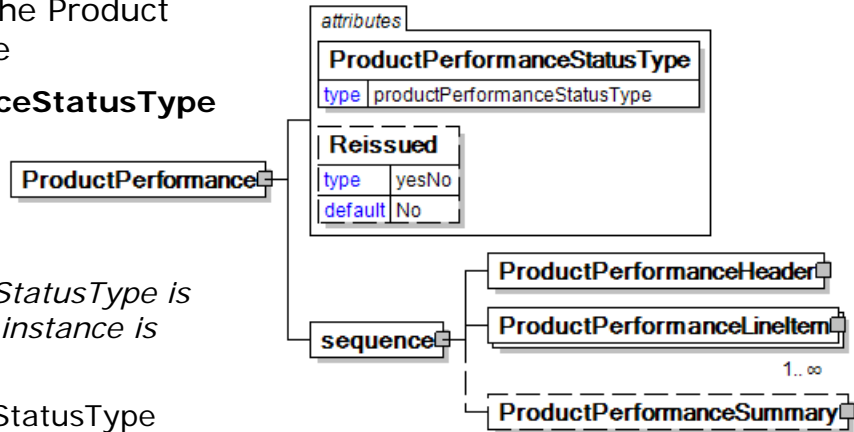 he Product
e
ceStatusType
StatusType is
instance is
StatusType
attributes
ProductPerformanceStatusType
type productPerformanceStatusType
Reissued
type yesNo
default No
ProductPerformance
sequence
ProductPerformanceHeader
ProductPerformanceLineItem
1.. ∞
ProductPerformanceSummary